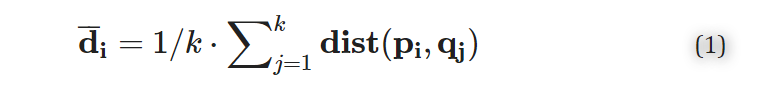 d̅ᵢ = 1/k · ∑ⱼ₌₁ᵏ dist(pᵢ, qⱼ) (1)